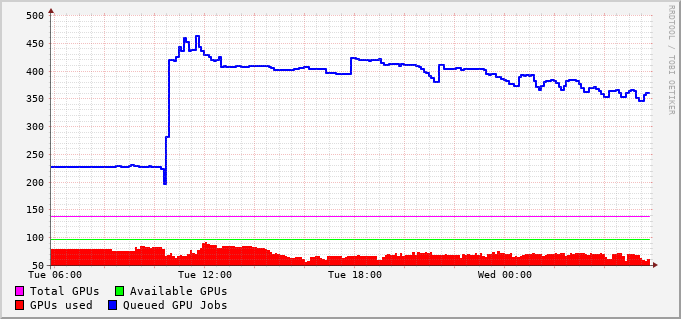 500
450
400
350
300
250
200
150
100
50
Tue 06:00 Tue 12:00 Tue 18:00 Wed 00:00
Total GPUs Available GPUs
GPUs used Queued GPU Jobs
RRDTOOL / TOBI OETIKER